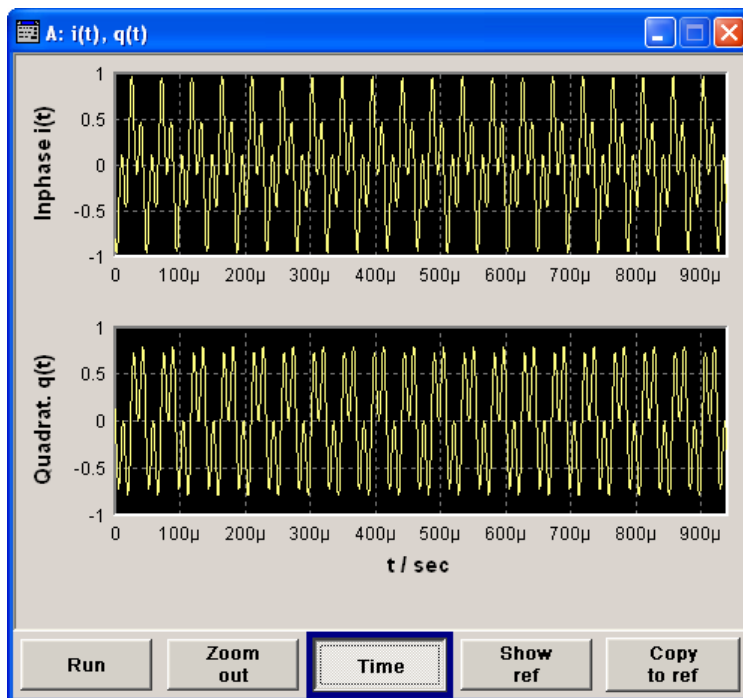 A: i(t), q(t)
Inphase i(t)
1
0.5
0
-0.5
-1
0 100µ 200µ 300µ 400µ 500µ 600µ 700µ 800µ 900µ
Quadrat. q(t)
1
0.5
0
-0.5
-1
0 100µ 200µ 300µ 400µ 500µ 600µ 700µ 800µ 900µ
t / sec
Run
Zoom
out
Time
Show
ref
Copy
to ref